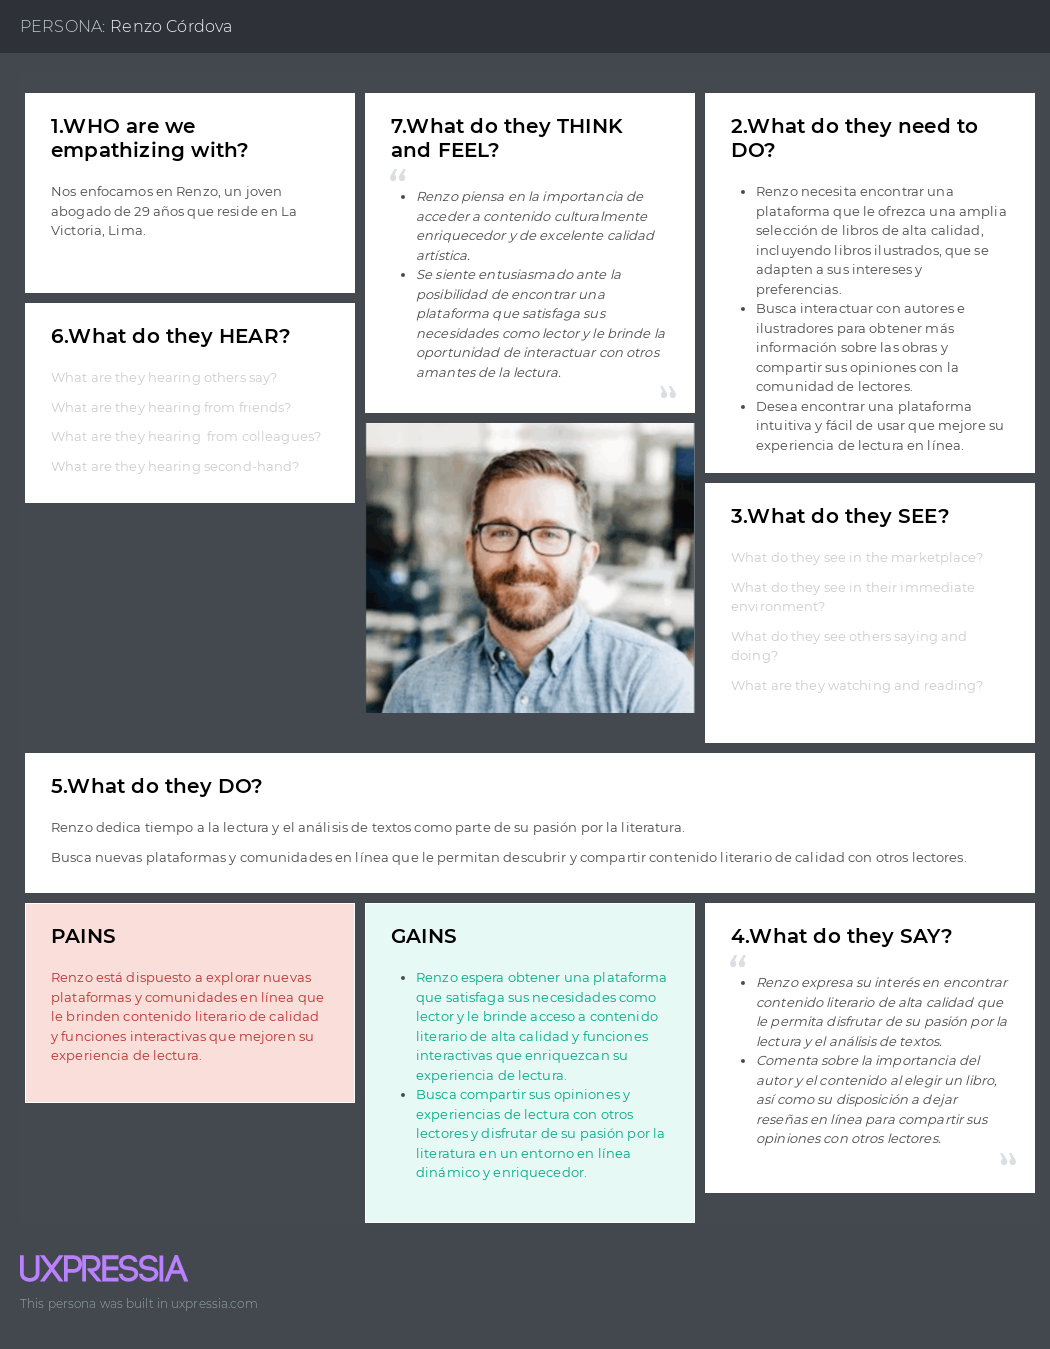 PERSONA: Renzo Córdova
1.WHO are we
empathizing with?
Nos enfocamos en Renzo, un joven
abogado de 29 años que reside en La
Victoria, Lima.
6.What do they HEAR?
What are they hearing others say?
What are they hearing from friends?
What are they hearing from colleagues?
What are they hearing second-hand?
7.What do they THINK
and FEEL?
“
• Renzo piensa en la importancia de
acceder a contenido culturalmente
enriquecedor y de excelente calidad
artística.
• Se siente entusiasmado ante la
posibilidad de encontrar una
plataforma que satisfaga sus
necesidades como lector y le brinde la
oportunidad de interactuar con otros
amantes de la lectura.
”
2.What do they need to
DO?
• Renzo necesita encontrar una
plataforma que le ofrezca una amplia
selección de libros de alta calidad,
incluyendo libros ilustrados, que se
adapten a sus intereses y
preferencias.
• Busca interactuar con autores e
ilustradores para obtener más
información sobre las obras y
compartir sus opiniones con la
comunidad de lectores.
• Desea encontrar una plataforma
intuitiva y fácil de usar que mejore su
experiencia de lectura en línea.
3.What do they SEE?
What do they see in the marketplace?
What do they see in their immediate
environment?
What do they see others saying and
doing?
What are they watching and reading?
5.What do they DO?
Renzo dedica tiempo a la lectura y el análisis de textos como parte de su pasión por la literatura.
Busca nuevas plataformas y comunidades en línea que le permitan descubrir y compartir contenido literario de calidad con otros lectores.
PAINS
Renzo está dispuesto a explorar nuevas
plataformas y comunidades en línea que
le brinden contenido literario de calidad
y funciones interactivas que mejoren su
experiencia de lectura.
GAINS
• Renzo espera obtener una plataforma
que satisfaga sus necesidades como
lector y le brinde acceso a contenido
literario de alta calidad y funciones
interactivas que enriquezcan su
experiencia de lectura.
• Busca compartir sus opiniones y
experiencias de lectura con otros
lectores y disfrutar de su pasión por la
literatura en un entorno en línea
dinámico y enriquecedor.
4.What do they SAY?
“
• Renzo expresa su interés en encontrar
contenido literario de alta calidad que
le permita disfrutar de su pasión por la
lectura y el análisis de textos.
• Comenta sobre la importancia del
autor y el contenido al elegir un libro,
así como su disposición a dejar
reseñas en línea para compartir sus
opiniones con otros lectores.
”
UXPRESSIA
This persona was built in uxpressia.com